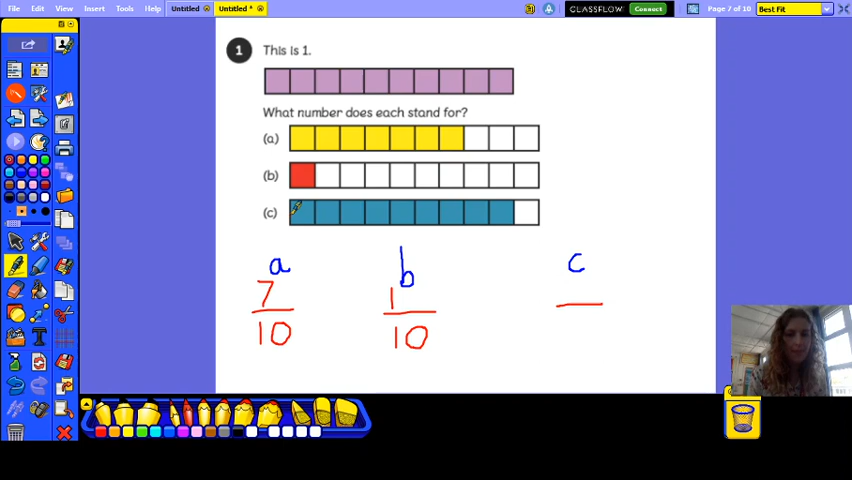 File Edit View Insert Tools Help Untitled Untitled * CLASSFLOW Connect Page 7 of 10 Best Fit
1 This is 1.
What number does each stand for?
(a)
(b)
(c)
a b c
7 1
10 10